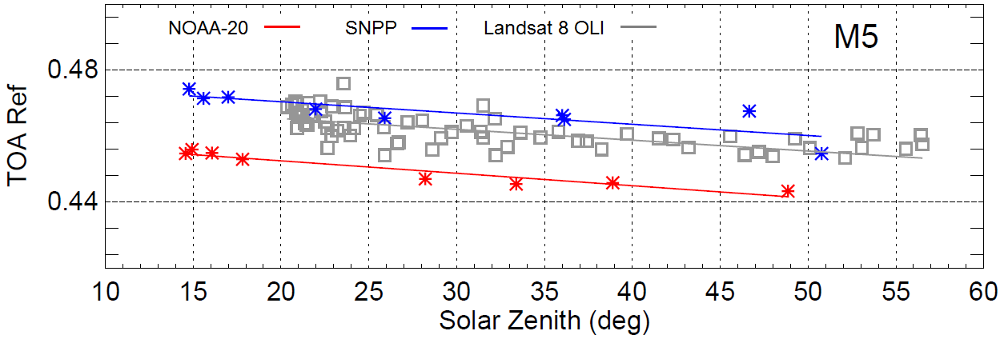 NOAA-20 SNPP Landsat 8 OLI
M5
0.48
TOA Ref
0.44
10 15 20 25 30 35 40 45 50 55 60
Solar Zenith (deg)